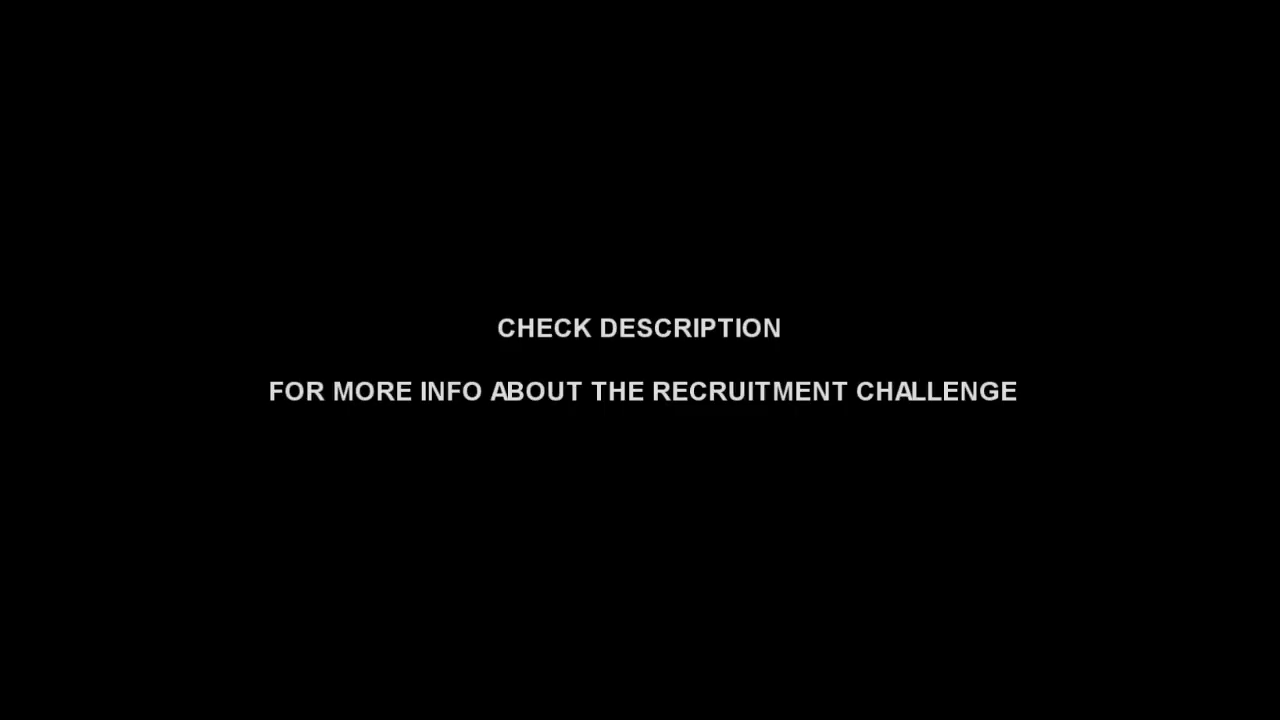 CHECK DESCRIPTION
FOR MORE INFO ABOUT THE RECRUITMENT CHALLENGE